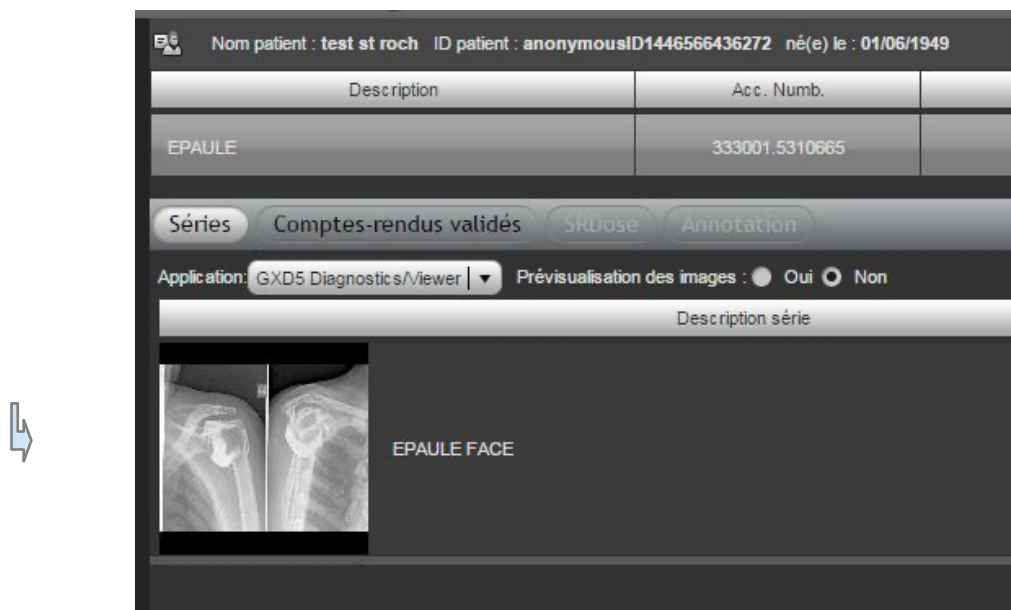 Nom patient : test st roch ID patient : anonymousID1446566436272 né(e) le : 01/06/1949
Description Acc. Numb.
EPAULE 333001.5310665
Séries Comptes-rendus validés SRDose Annotation
Application: GXD5 Diagnostics/Viewer Prévisualisation des images : Oui Non
Description série
EPAULE FACE